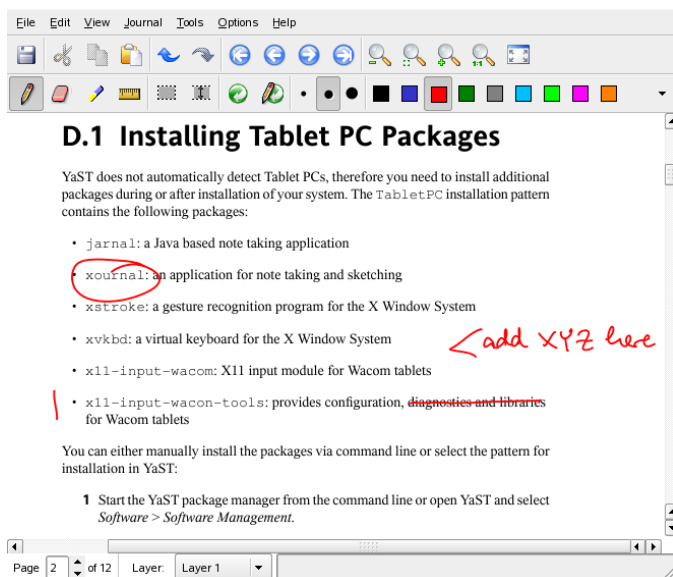 File Edit View Journal Tools Options Help
D.1 Installing Tablet PC Packages
YaST does not automatically detect Tablet PCs, therefore you need to install additional
packages during or after installation of your system. The TabletPC installation pattern
contains the following packages:
• jarnal: a Java based note taking application
• xournal: an application for note taking and sketching
• xstroke: a gesture recognition program for the X Window System
• xvkbd: a virtual keyboard for the X Window System
<add XYZ here
• x11-input-wacom: X11 input module for Wacom tablets
• x11-input-wacon-tools: provides configuration, diagnostics and libraries
for Wacom tablets
You can either manually install the packages via command line or select the pattern for
installation in YaST:
1 Start the YaST package manager from the command line or open YaST and select
Software > Software Management.
Page 2 of 12 Layer: Layer 1